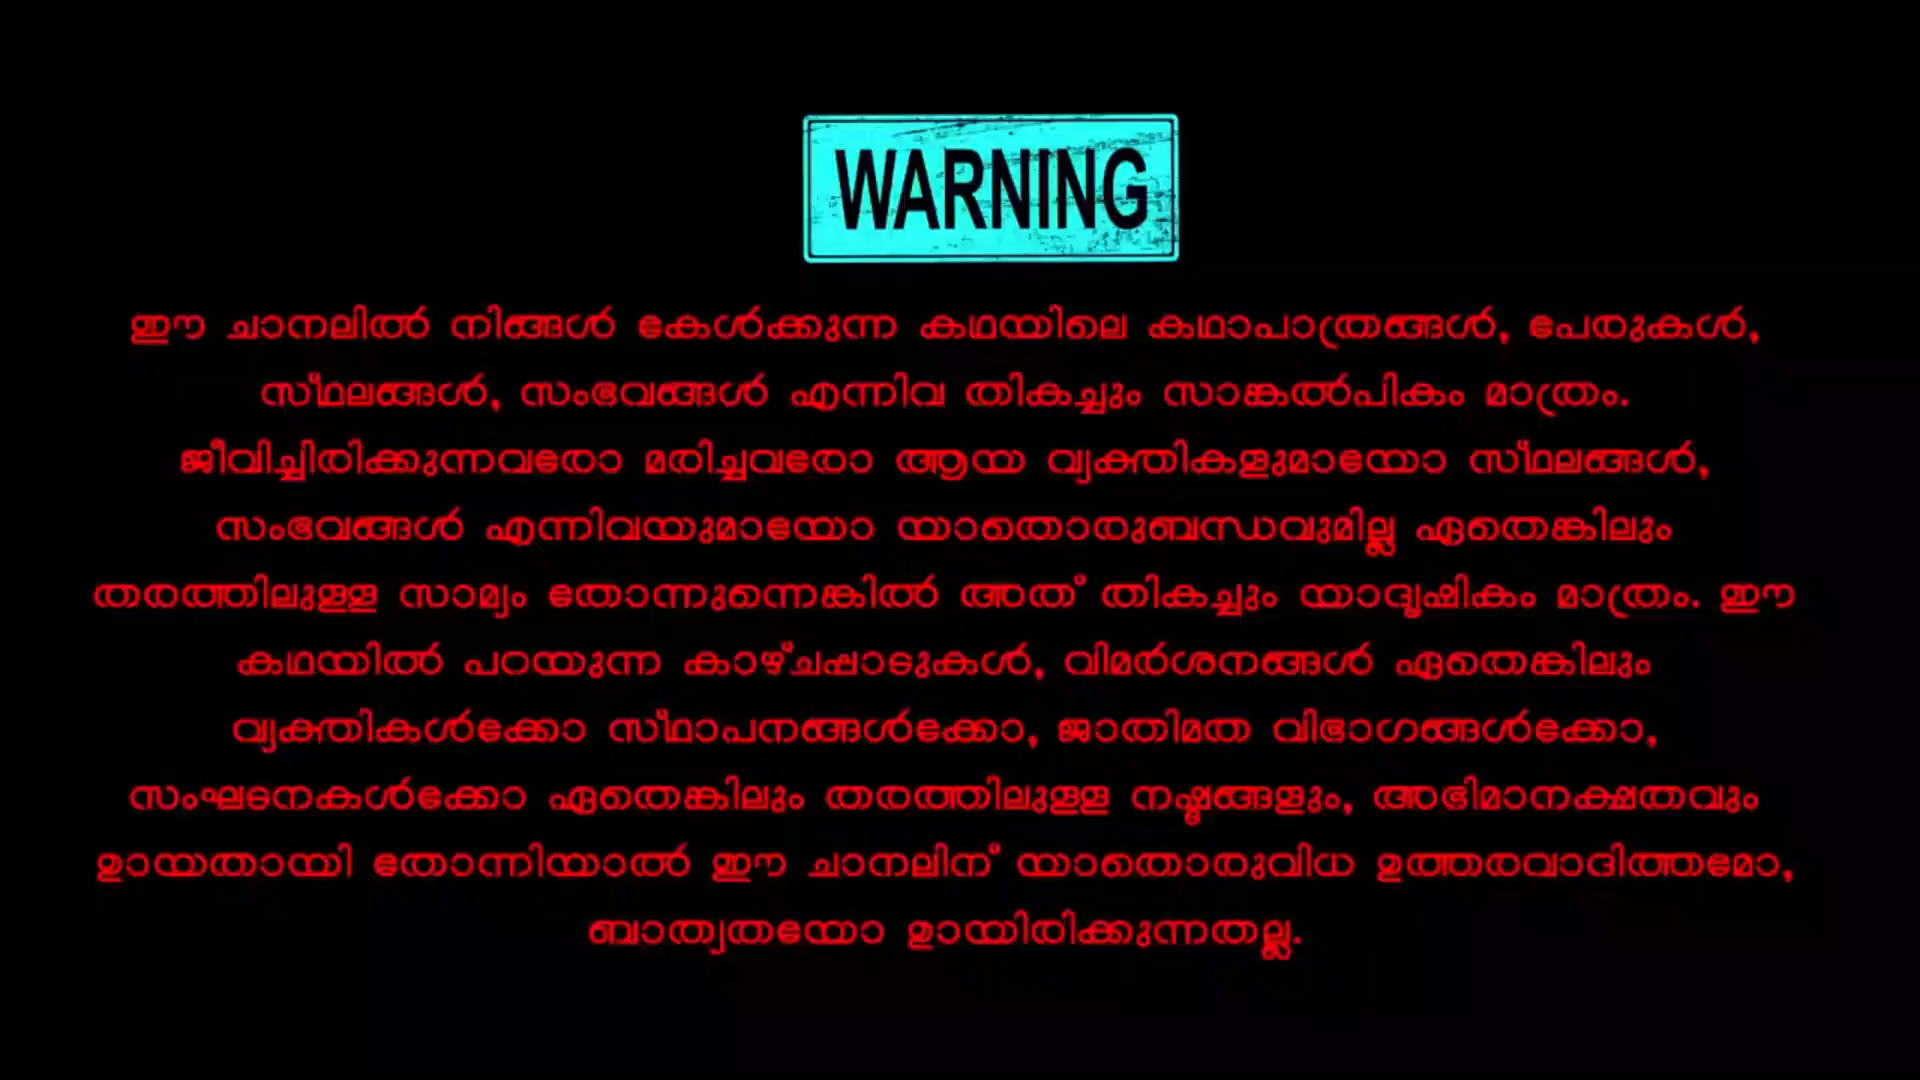 WARNING
ഈ ചാനലിൽ നിങ്ങൾ കേൾക്കുന്ന കഥയിലെ കഥാപാത്രങ്ങൾ, പേരുകൾ,
സ്ഥലങ്ങൾ, സംഭവങ്ങൾ എന്നിവ തികച്ചും സാങ്കൽപികം മാത്രം.
ജീവിച്ചിരിക്കുന്നവരോ മരിച്ചവരോ ആയ വ്യക്തികളുമായോ സ്ഥലങ്ങൾ,
സംഭവങ്ങൾ എന്നിവയുമായോ യാതൊരുബന്ധവുമില്ല ഏതെങ്കിലും
തരത്തിലുള്ള സാമ്യം തോന്നുന്നെങ്കിൽ അത് തികച്ചും യാദൃഷികം മാത്രം. ഈ
കഥയിൽ പറയുന്ന കാഴ്ചപ്പാടുകൾ, വിമർശനങ്ങൾ ഏതെങ്കിലും
വ്യക്തികൾക്കോ സ്ഥാപനങ്ങൾക്കോ, ജാതിമത വിഭാഗങ്ങൾക്കോ,
സംഘടനകൾക്കോ ഏതെങ്കിലും തരത്തിലുള്ള നഷ്ടങ്ങളും, അഭിമാനക്ഷതവും
ഉായതായി തോന്നിയാൽ ഈ ചാനലിന് യാതൊരുവിധ ഉത്തരവാദിത്തമോ,
ബാത്യതയോ ഉായിരിക്കുന്നതല്ല.